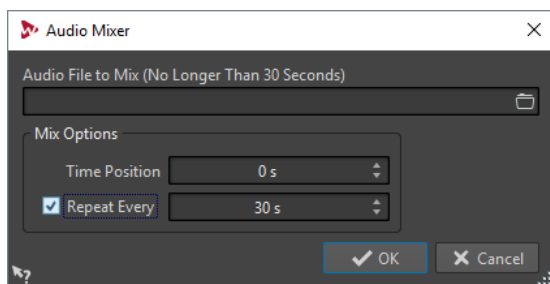 Audio Mixer
Audio File to Mix (No Longer Than 30 Seconds)
Mix Options
Time Position 0 s
Repeat Every 30 s
OK Cancel